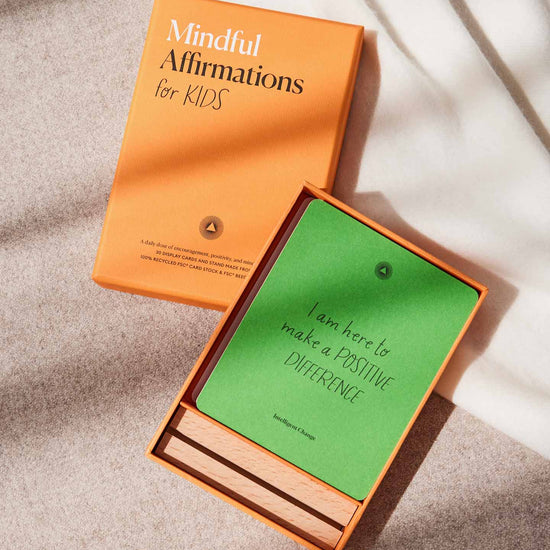 Mindful
Affirmations
for KIDS
A daily dose of encouragement, positivity, and
30 DISPLAY CARDS AND STAND MADE FROM
100% RECYCLED FSC® CARD STOCK & FSC®
I am here to
make a POSITIVE
DIFFERENCE
Intelligent Change